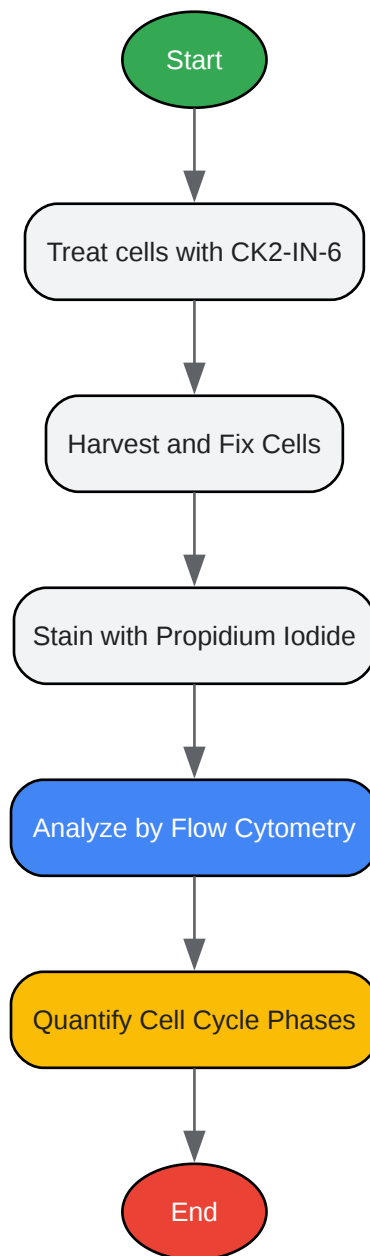 Start
Treat cells with CK2-IN-6
Harvest and Fix Cells
Stain with Propidium Iodide
Analyze by Flow Cytometry
Quantify Cell Cycle Phases
End